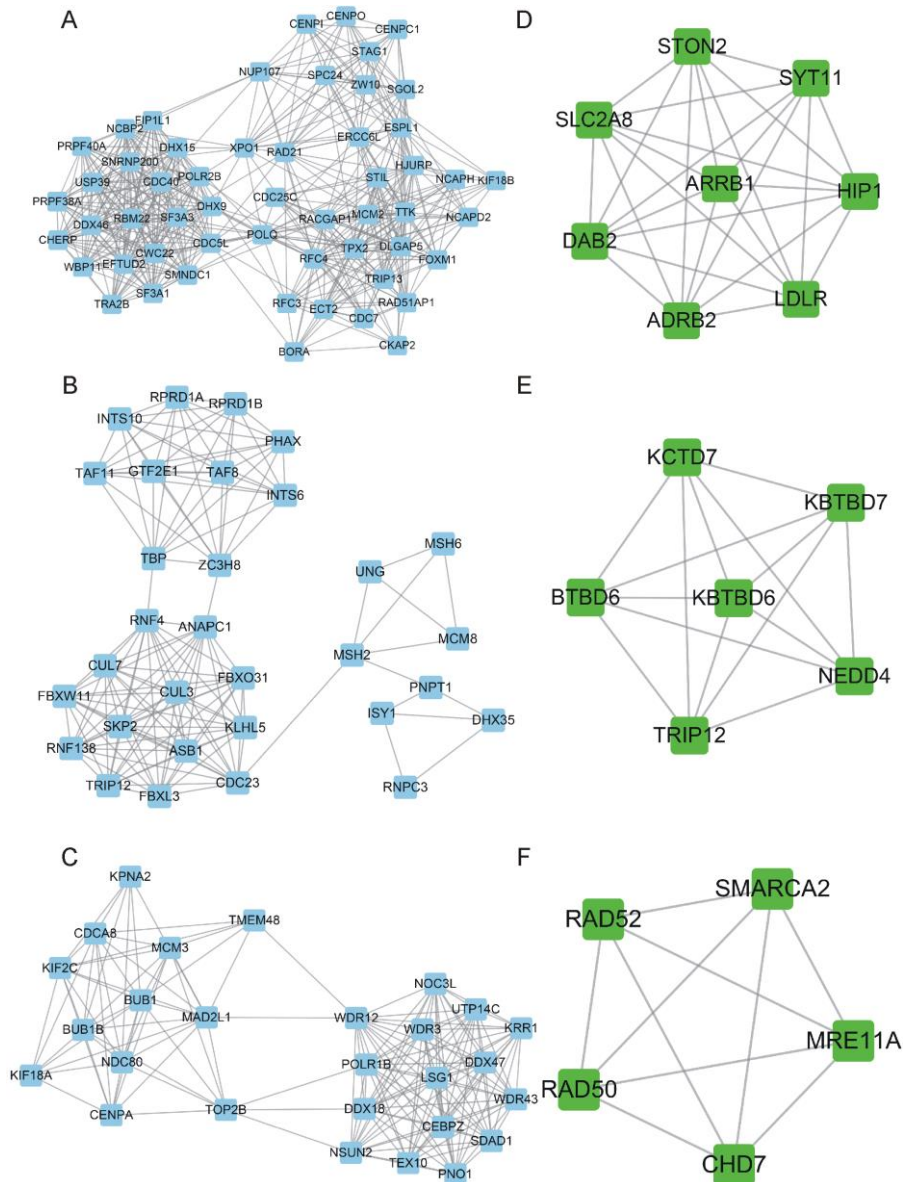 A
CENPI
CENPO
CENPC1
STAG1
NUP107
SPC24
ZW10
SGOL2
FIP1L1
NCBP2
ERCC6L
ESPL1
PRPF40A
DHX15
XPO1
RAD21
SNRNP200
HJURP
USP39
CDC40
POLR2B
STIL
NCAPH
KIF18B
PRPF38A
CDC25C
DHX9
DDX46
RBM22
SF3A3
RACGAP1
MCM2
TTK
NCAPD2
CHERP
CDC5L
POLQ
CWC22
TPX2
DLGAP5
WBP11
EFTUD2
RFC4
FOXM1
SMNDC1
TRIP13
TRA2B
SF3A1
RFC3
ECT2
RAD51AP1
CDC7
BORA
CKAP2
D
STON2
SYT11
SLC2A8
ARRB1
HIP1
DAB2
LDLR
ADRB2
B
RPRD1A
RPRD1B
INTS10
PHAX
TAF11
GTF2E1
TAF8
INTS6
TBP
ZC3H8
MSH6
UNG
MCM8
MSH2
RNF4
ANAPC1
CUL7
FBXO31
FBXW11
CUL3
PNPT1
SKP2
KLHL5
ISY1
DHX35
RNF138
ASB1
TRIP12
FBXL3
CDC23
RNPC3
E
KCTD7
KBTBD7
BTBD6
KBTBD6
NEDD4
TRIP12
C
KPNA2
TMEM48
CDCA8
MCM3
KIF2C
BUB1
MAD2L1
BUB1B
NDC80
KIF18A
CENPA
TOP2B
NOC3L
UTP14C
WDR12
WDR3
KRR1
POLR1B
DDX47
LSG1
WDR43
DDX18
CEBPZ
NSUN2
SDAD1
TEX10
PNO1
F
SMARCA2
RAD52
MRE11A
RAD50
CHD7